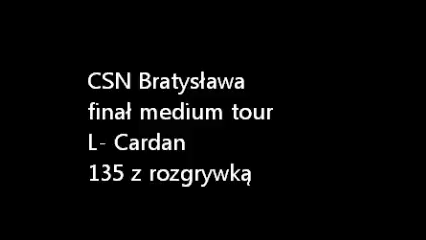 CSN Bratysława
finał medium tour
L- Cardan
135 z rozgrywką